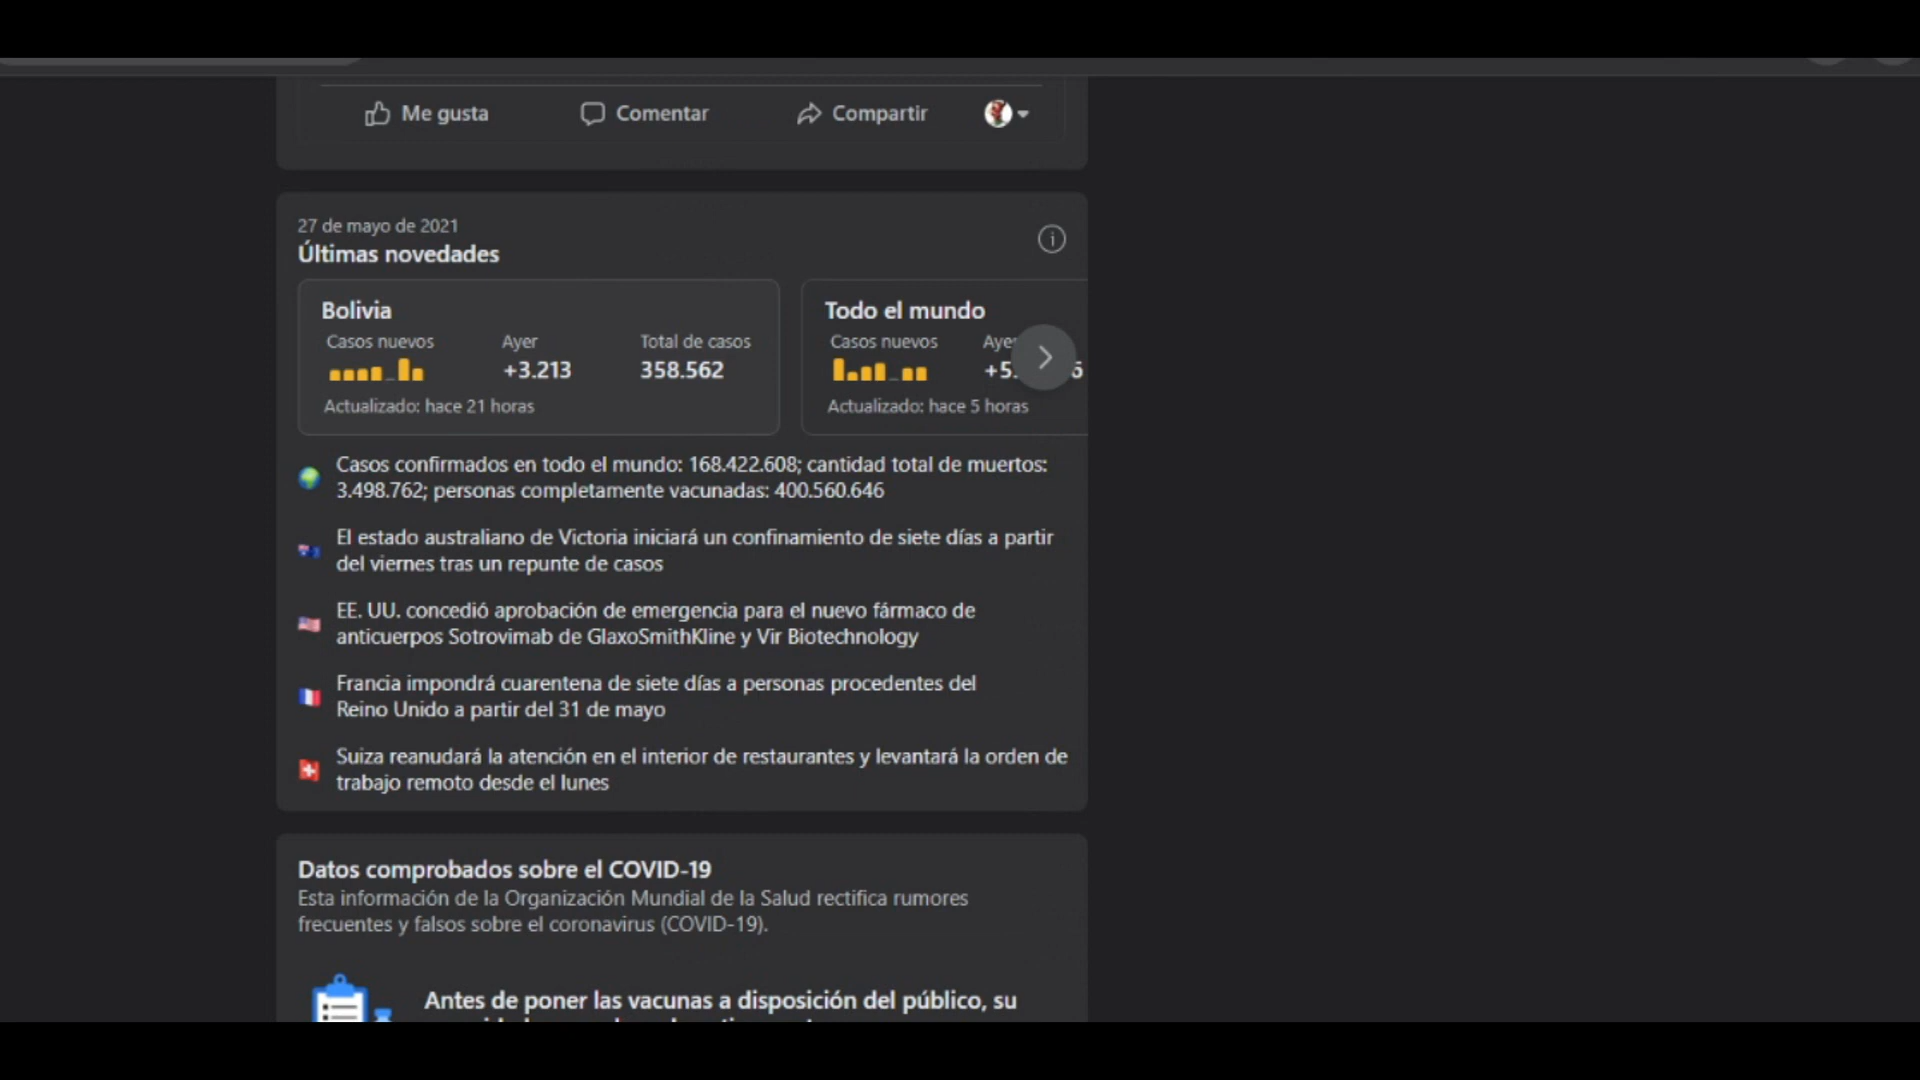 Me gusta Comentar Compartir
27 de mayo de 2021
Últimas novedades
Bolivia
Casos nuevos Ayer Total de casos
+3.213 358.562
Actualizado: hace 21 horas
Todo el mundo
Casos nuevos
Actualizado: hace 5 horas
Casos confirmados en todo el mundo: 168.422.608; cantidad total de muertos:
3.498.762; personas completamente vacunadas: 400.560.646
El estado australiano de Victoria iniciará un confinamiento de siete días a partir
del viernes tras un repunte de casos
EE. UU. concedió aprobación de emergencia para el nuevo fármaco de
anticuerpos Sotrovimab de GlaxoSmithKline y Vir Biotechnology
Francia impondrá cuarentena de siete días a personas procedentes del
Reino Unido a partir del 31 de mayo
Suiza reanudará la atención en el interior de restaurantes y levantará la orden de
trabajo remoto desde el lunes
Datos comprobados sobre el COVID-19
Esta información de la Organización Mundial de la Salud rectifica rumores
frecuentes y falsos sobre el coronavirus (COVID-19).
Antes de poner las vacunas a disposición del público, su